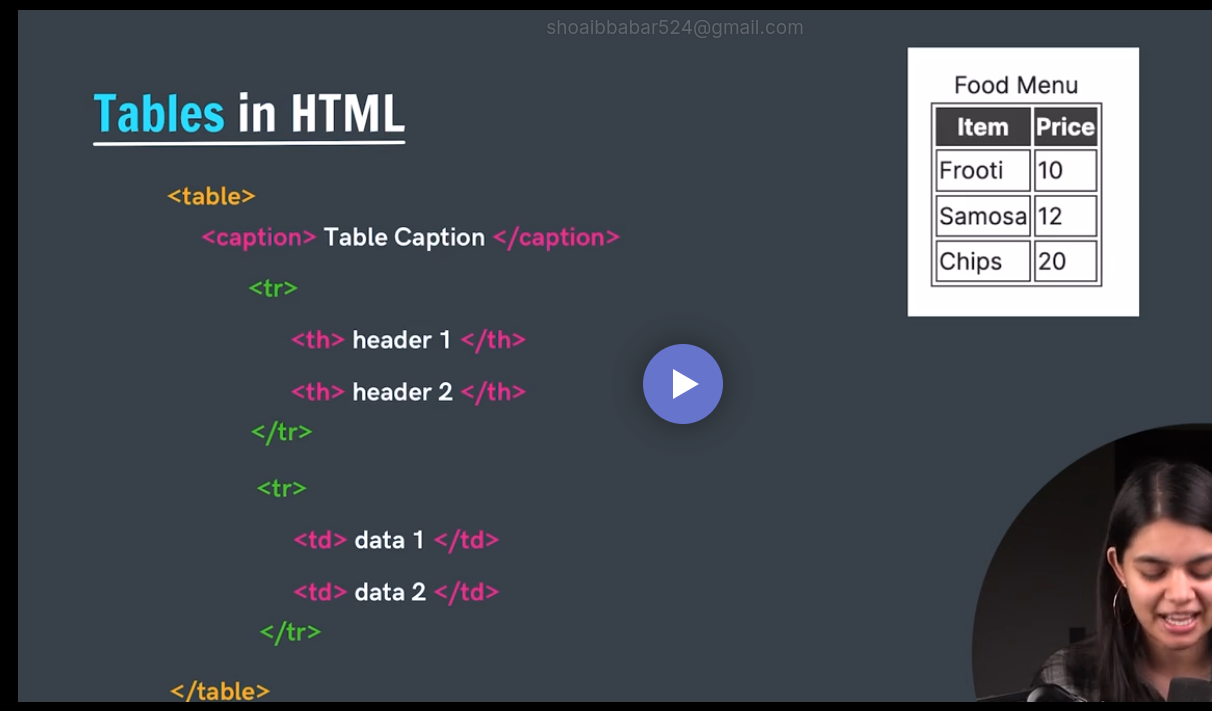 shoaibbabar524@gmail.com
Tables in HTML
<table>
<caption> Table Caption </caption>
<tr>
<th> header 1 </th>
<th> header 2 </th>
</tr>
<tr>
<td> data 1 </td>
<td> data 2 </td>
</tr>
</table>
Food Menu
Item Price
Frooti 10
Samosa 12
Chips 20